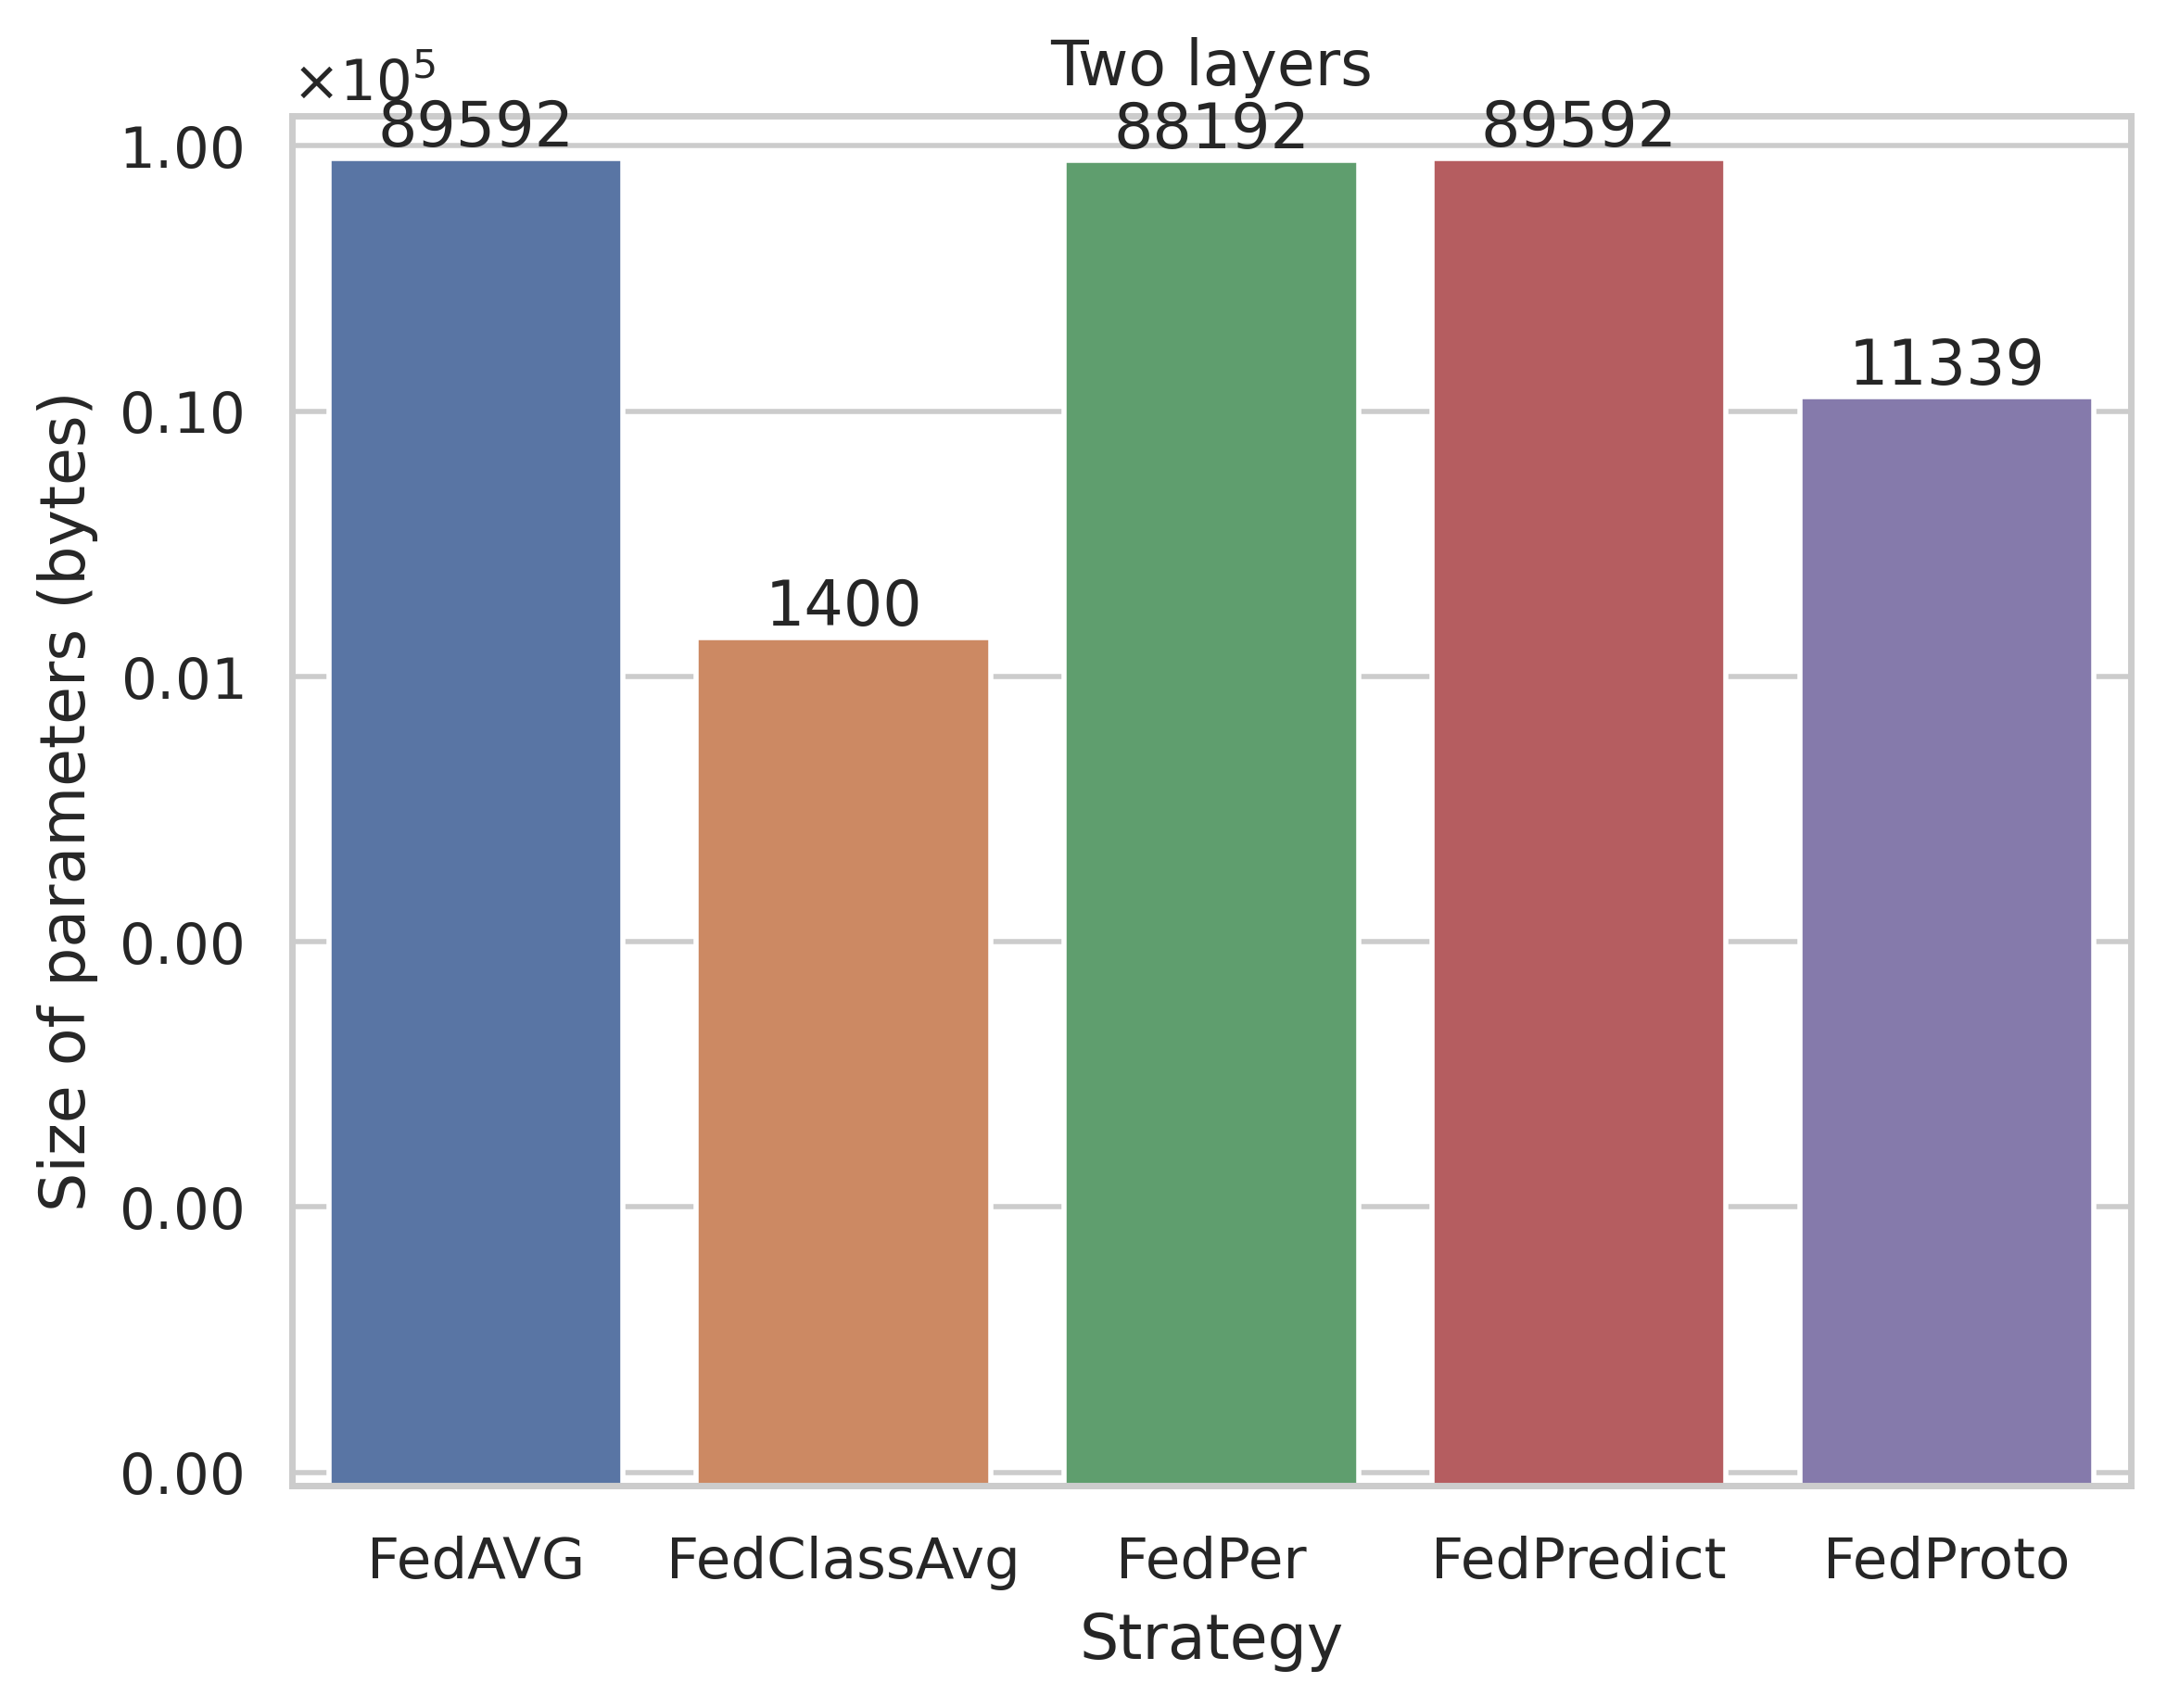 Two layers
×10⁵
89592
1400
88192
89592
11339
1.00
0.10
0.01
0.00
0.00
0.00
Size of parameters (bytes)
FedAVG
FedClassAvg
FedPer
FedPredict
FedProto
Strategy